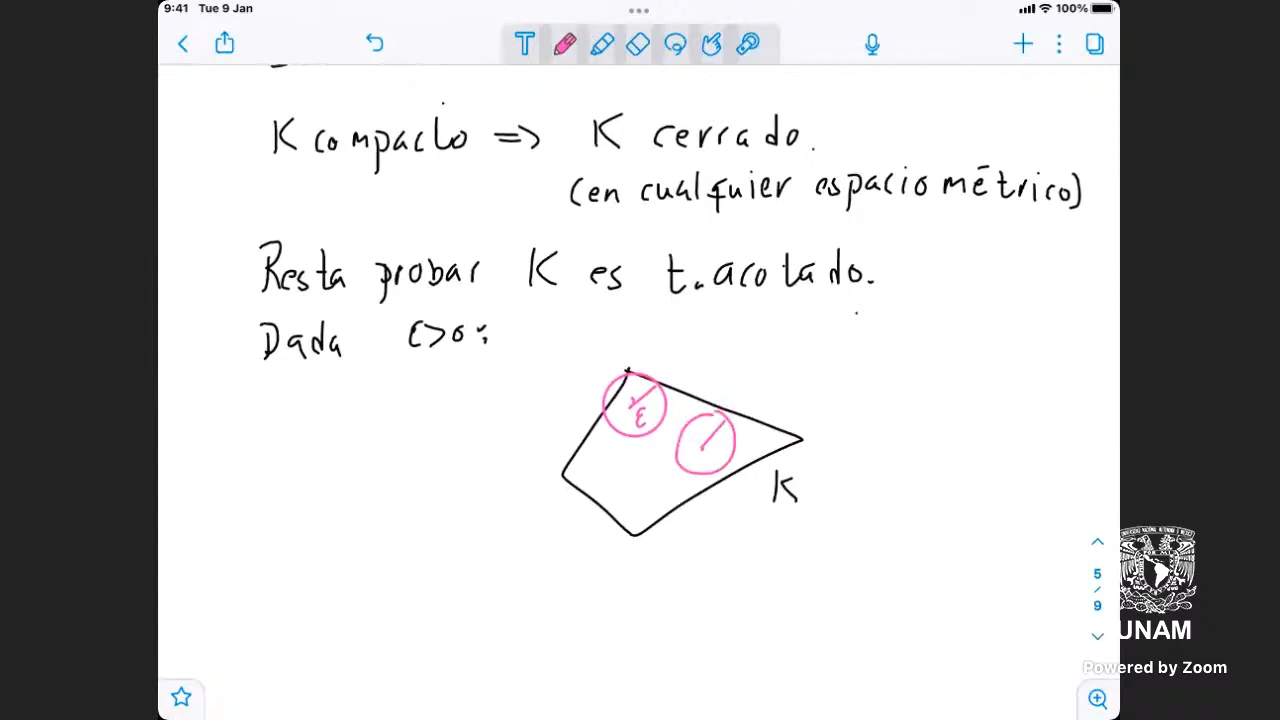 9:41 Tue 9 Jan
100%
T
K compacto => K cerrado.
(en cualquier espacio métrico)
Resta probar K es t. acotado.
Dada ε>0:
ε
K
5
9
UNAM
Powered by Zoom